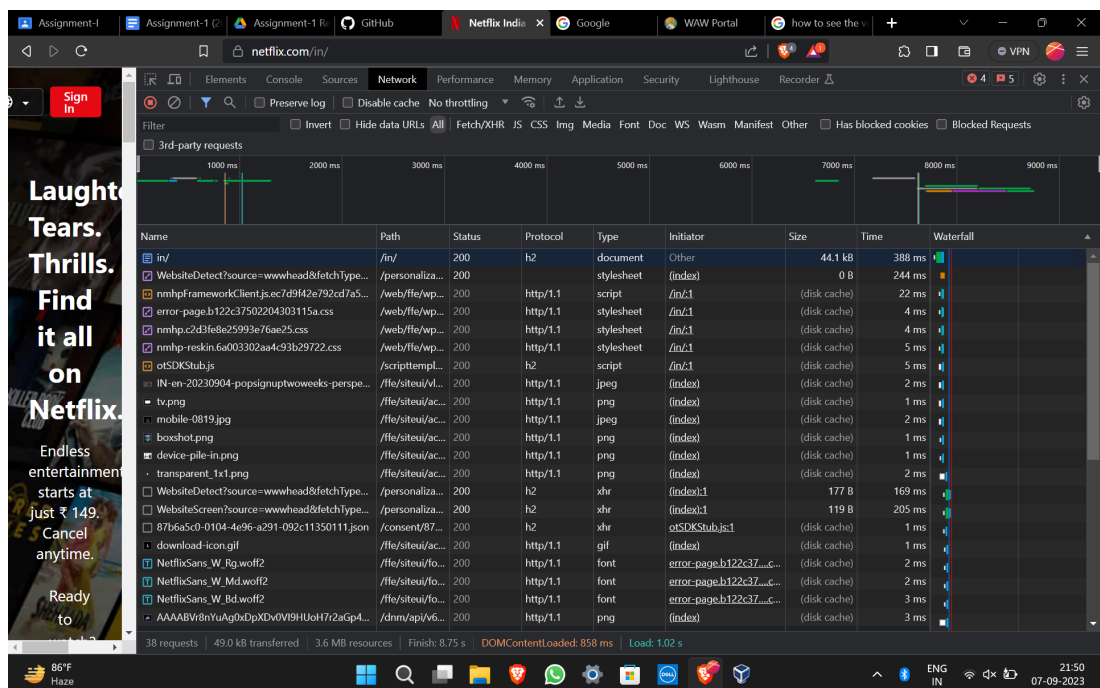 Assignment-I
Assignment-1 (2
Assignment-1 Re
GitHub
Netflix India
Google
WAW Portal
how to see the v
netflix.com/in/
4
1
VPN
Elements Console Sources Network Performance Memory Application Security Lighthouse Recorder
4 5
Preserve log Disable cache No throttling
Filter Invert Hide data URLs All Fetch/XHR JS CSS Img Media Font Doc WS Wasm Manifest Other Has blocked cookies Blocked Requests
3rd-party requests
1000 ms 2000 ms 3000 ms 4000 ms 5000 ms 6000 ms 7000 ms 8000 ms 9000 ms
Name Path Status Protocol Type Initiator Size Time Waterfall
in/ /in/ 200 h2 document Other 44.1 kB 388 ms
WebsiteDetect?source=wwwhead&fetchType... /personaliza... 200 stylesheet (index) 0 B 244 ms
nmhpFrameworkClient.js.ec7d9f42e792cd7a5... /web/ffe/wp... 200 http/1.1 script /in/:1 (disk cache) 22 ms
error-page.b122c37502204303115a.css /web/ffe/wp... 200 http/1.1 stylesheet /in/:1 (disk cache) 4 ms
nmhp.c2d3fe8e25993e76ae25.css /web/ffe/wp... 200 http/1.1 stylesheet /in/:1 (disk cache) 4 ms
nmhp-reskin.6a003302aa4c93b29722.css /web/ffe/wp... 200 http/1.1 stylesheet /in/:1 (disk cache) 5 ms
otSDKStub.js /scripttempl... 200 h2 script /in/:1 (disk cache) 5 ms
IN-en-20230904-popsignuptwoweeks-perspe... /ffe/siteui/vl... 200 http/1.1 jpeg (index) (disk cache) 2 ms
tv.png /ffe/siteui/ac... 200 http/1.1 png (index) (disk cache) 1 ms
mobile-0819.jpg /ffe/siteui/ac... 200 http/1.1 jpeg (index) (disk cache) 2 ms
boxshot.png /ffe/siteui/ac... 200 http/1.1 png (index) (disk cache) 1 ms
device-pile-in.png /ffe/siteui/ac... 200 http/1.1 png (index) (disk cache) 1 ms
transparent_1x1.png /ffe/siteui/ac... 200 http/1.1 png (index) (disk cache) 2 ms
WebsiteDetect?source=wwwhead&fetchType... /personaliza... 200 h2 xhr (index):1 177 B 169 ms
WebsiteScreen?source=wwwhead&fetchType... /personaliza... 200 h2 xhr (index):1 119 B 205 ms
87b6a5c0-0104-4e96-a291-092c11350111.json /consent/87... 200 h2 xhr otSDKStub.js:1 (disk cache) 1 ms
download-icon.gif /ffe/siteui/ac... 200 http/1.1 gif (index) (disk cache) 1 ms
NetflixSans_W_Rg.woff2 /ffe/siteui/fo... 200 http/1.1 font error-page.b122c37....c... (disk cache) 2 ms
NetflixSans_W_Md.woff2 /ffe/siteui/fo... 200 http/1.1 font error-page.b122c37....c... (disk cache) 2 ms
NetflixSans_W_Bd.woff2 /ffe/siteui/fo... 200 http/1.1 font error-page.b122c37....c... (disk cache) 3 ms
AAAABVr8nYuAg0xDpXDv0VI9HUoH7r2aGp4... /dnm/api/v6... 200 http/1.1 png (index) (disk cache) 3 ms
38 requests 49.0 kB transferred 3.6 MB resources Finish: 8.75 s DOMContentLoaded: 858 ms Load: 1.02 s
Sign
In
Laughte
Tears.
Thrills.
Find
it all
on
Netflix.
Endless
entertainment
starts at
just ₹ 149.
Cancel
anytime.
Ready
to
86°F
Haze
DELL
ENG
IN
21:50
07-09-2023